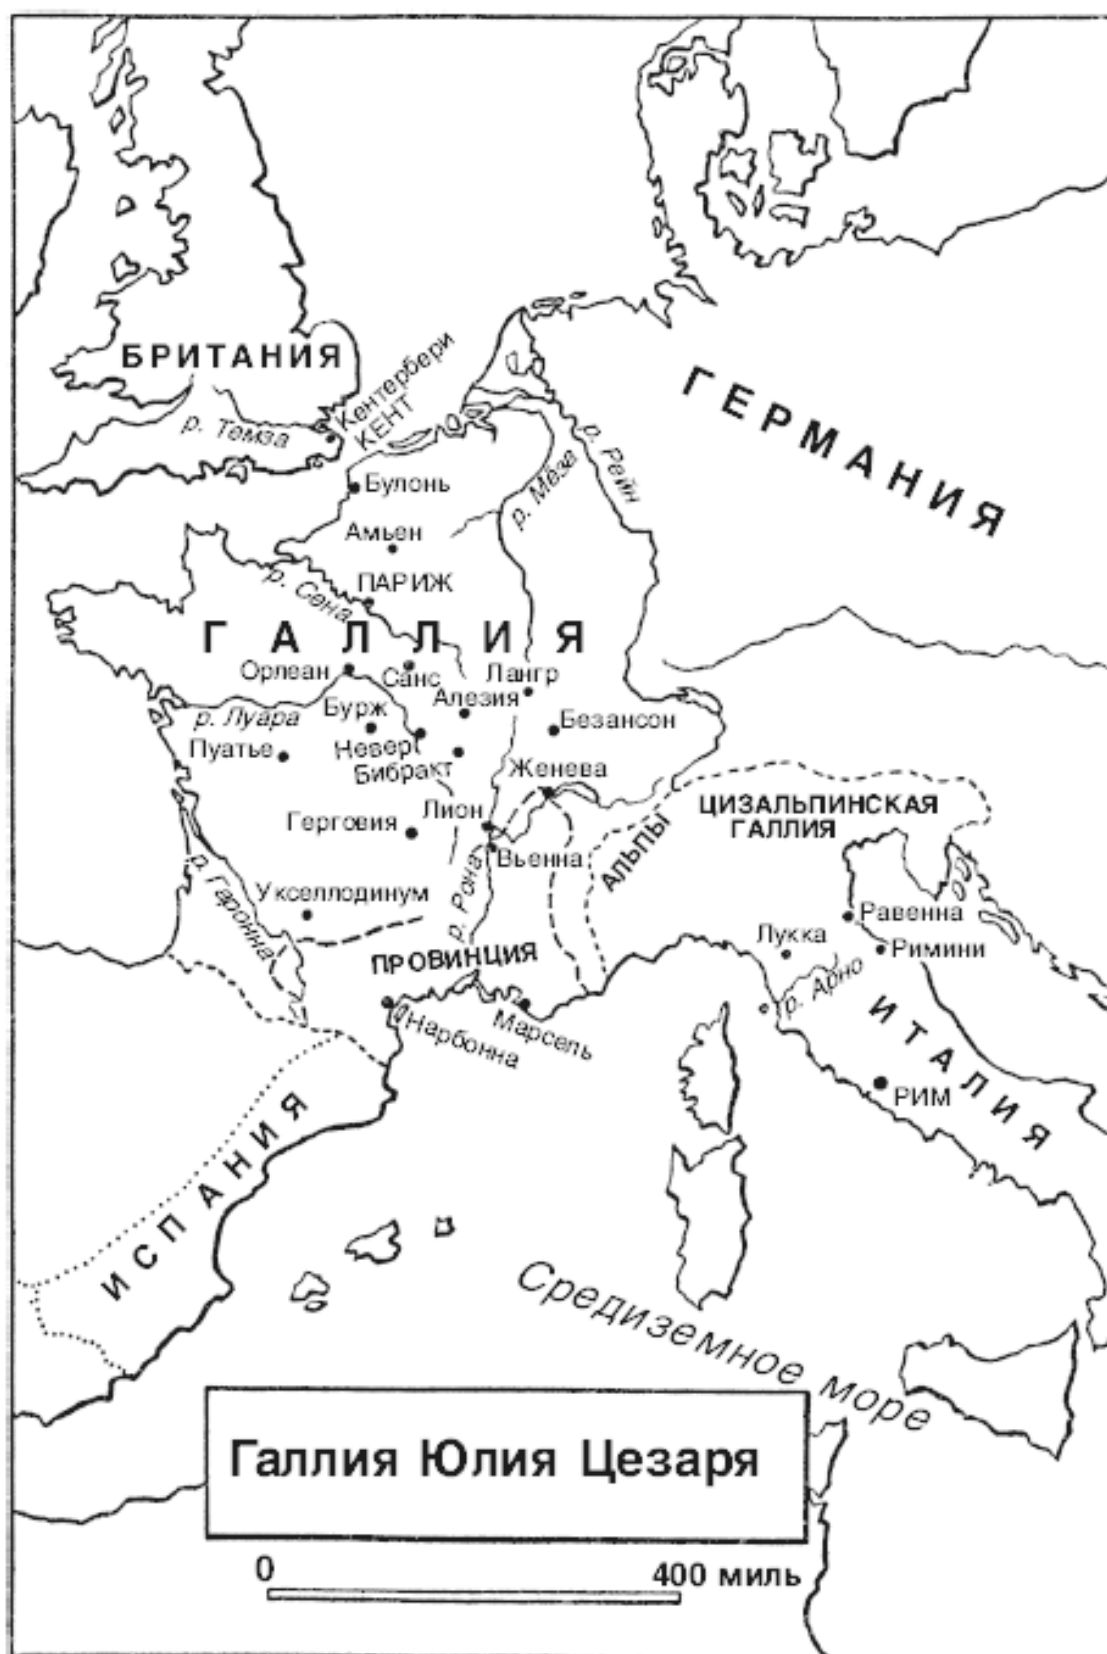 БРИТАНИЯ
Кентербери
КЕНТ
р. Темза
ГЕРМАНИЯ
р. Рейн
р. Мёза
Булонь
Амьен
р. Сена
ПАРИЖ
ГАЛЛИЯ
Орлеан
Санс
Лангр
Алезия
р. Луара
Бурж
Безансон
Пуатье
Невер
Бибракт
Женева
ЦИЗАЛЬПИНСКАЯ
ГАЛЛИЯ
Лион
Герговия
АЛЬПЫ
Вьенна
р. Рона
р. Гаронна
Укселлодинум
Равенна
Лукка
Римини
ПРОВИНЦИЯ
р. Арно
Нарбонна
Марсель
ИТАЛИЯ
РИМ
ИСПАНИЯ
Средиземное море
Галлия Юлия Цезаря
0 400 миль